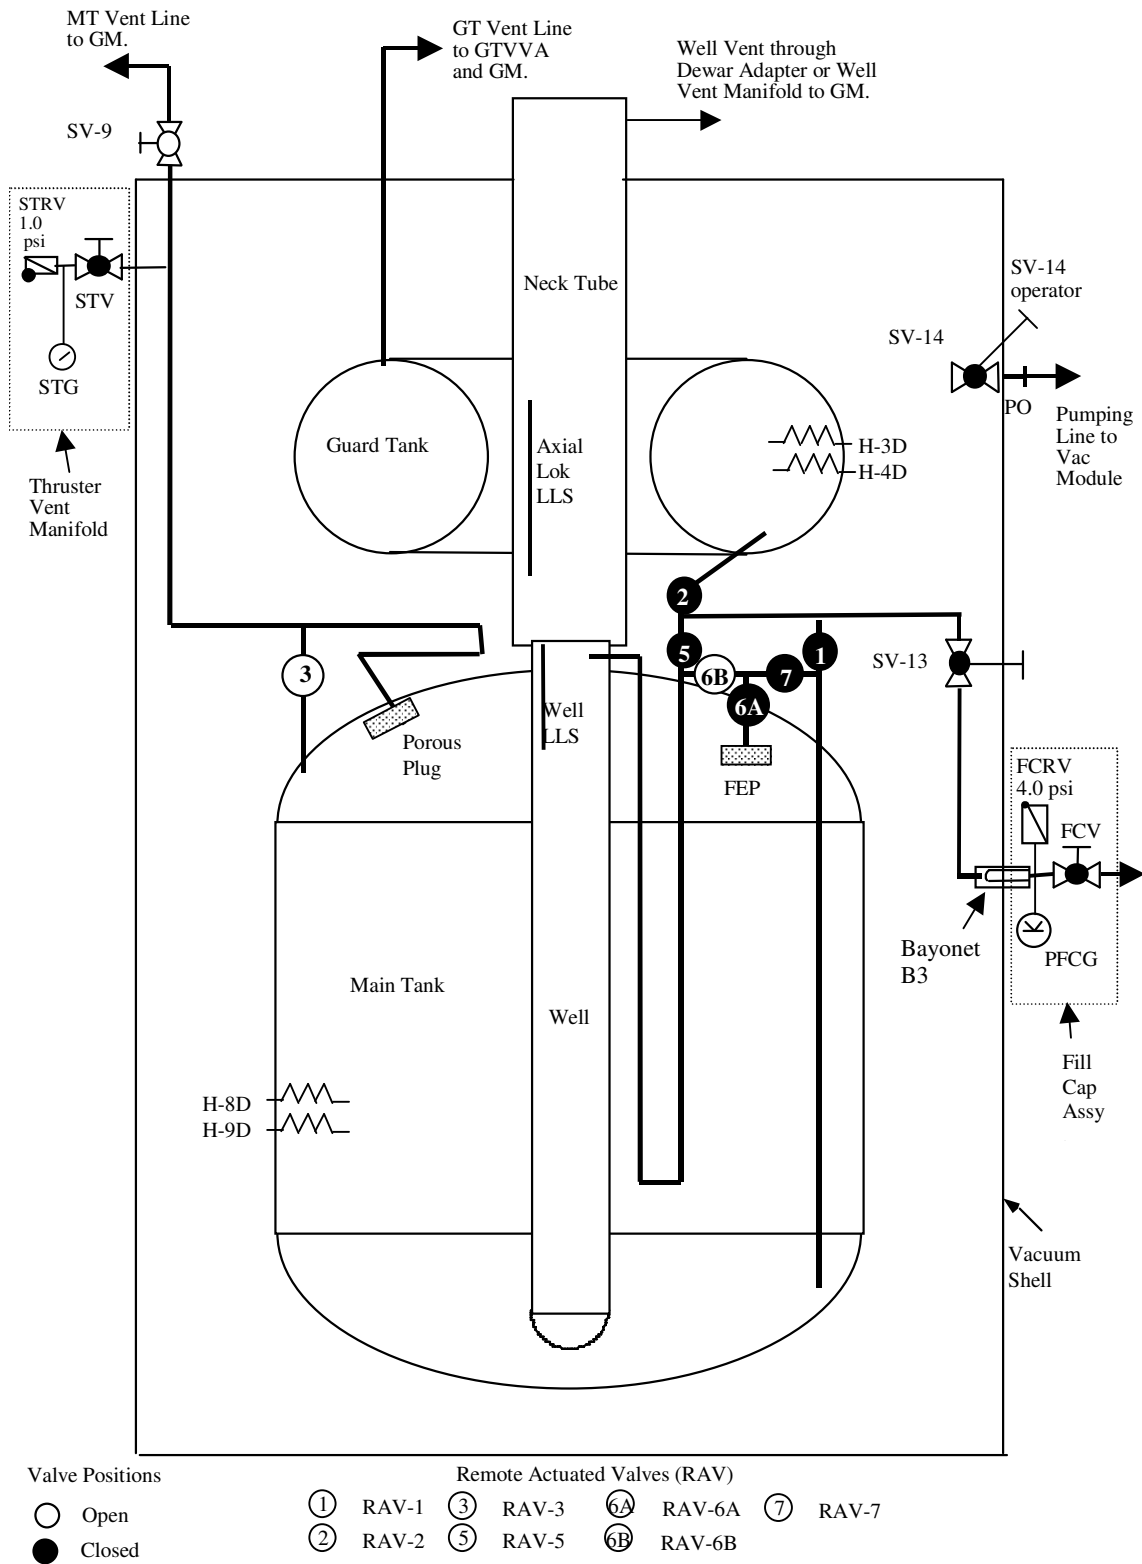 MT Vent Line
to GM.
GT Vent Line
to GTVVA
and GM.
Well Vent through
Dewar Adapter or Well
Vent Manifold to GM.
SV-9
STRV
1.0
psi
STV
STG
Thruster
Vent
Manifold
Neck Tube
SV-14
operator
SV-14
PO
Pumping
Line to
Vac
Module
Guard Tank
Axial
Lok
LLS
H-3D
H-4D
2
5
1
6B
7
6A
3
SV-13
Well
LLS
Porous
Plug
FEP
FCRV
4.0 psi
FCV
PFCG
Bayonet
B3
Main Tank
Well
Fill
Cap
Assy
H-8D
H-9D
Vacuum
Shell
Valve Positions
Open
Closed
Remote Actuated Valves (RAV)
1 RAV-1 3 RAV-3 6A RAV-6A 7 RAV-7
2 RAV-2 5 RAV-5 6B RAV-6B